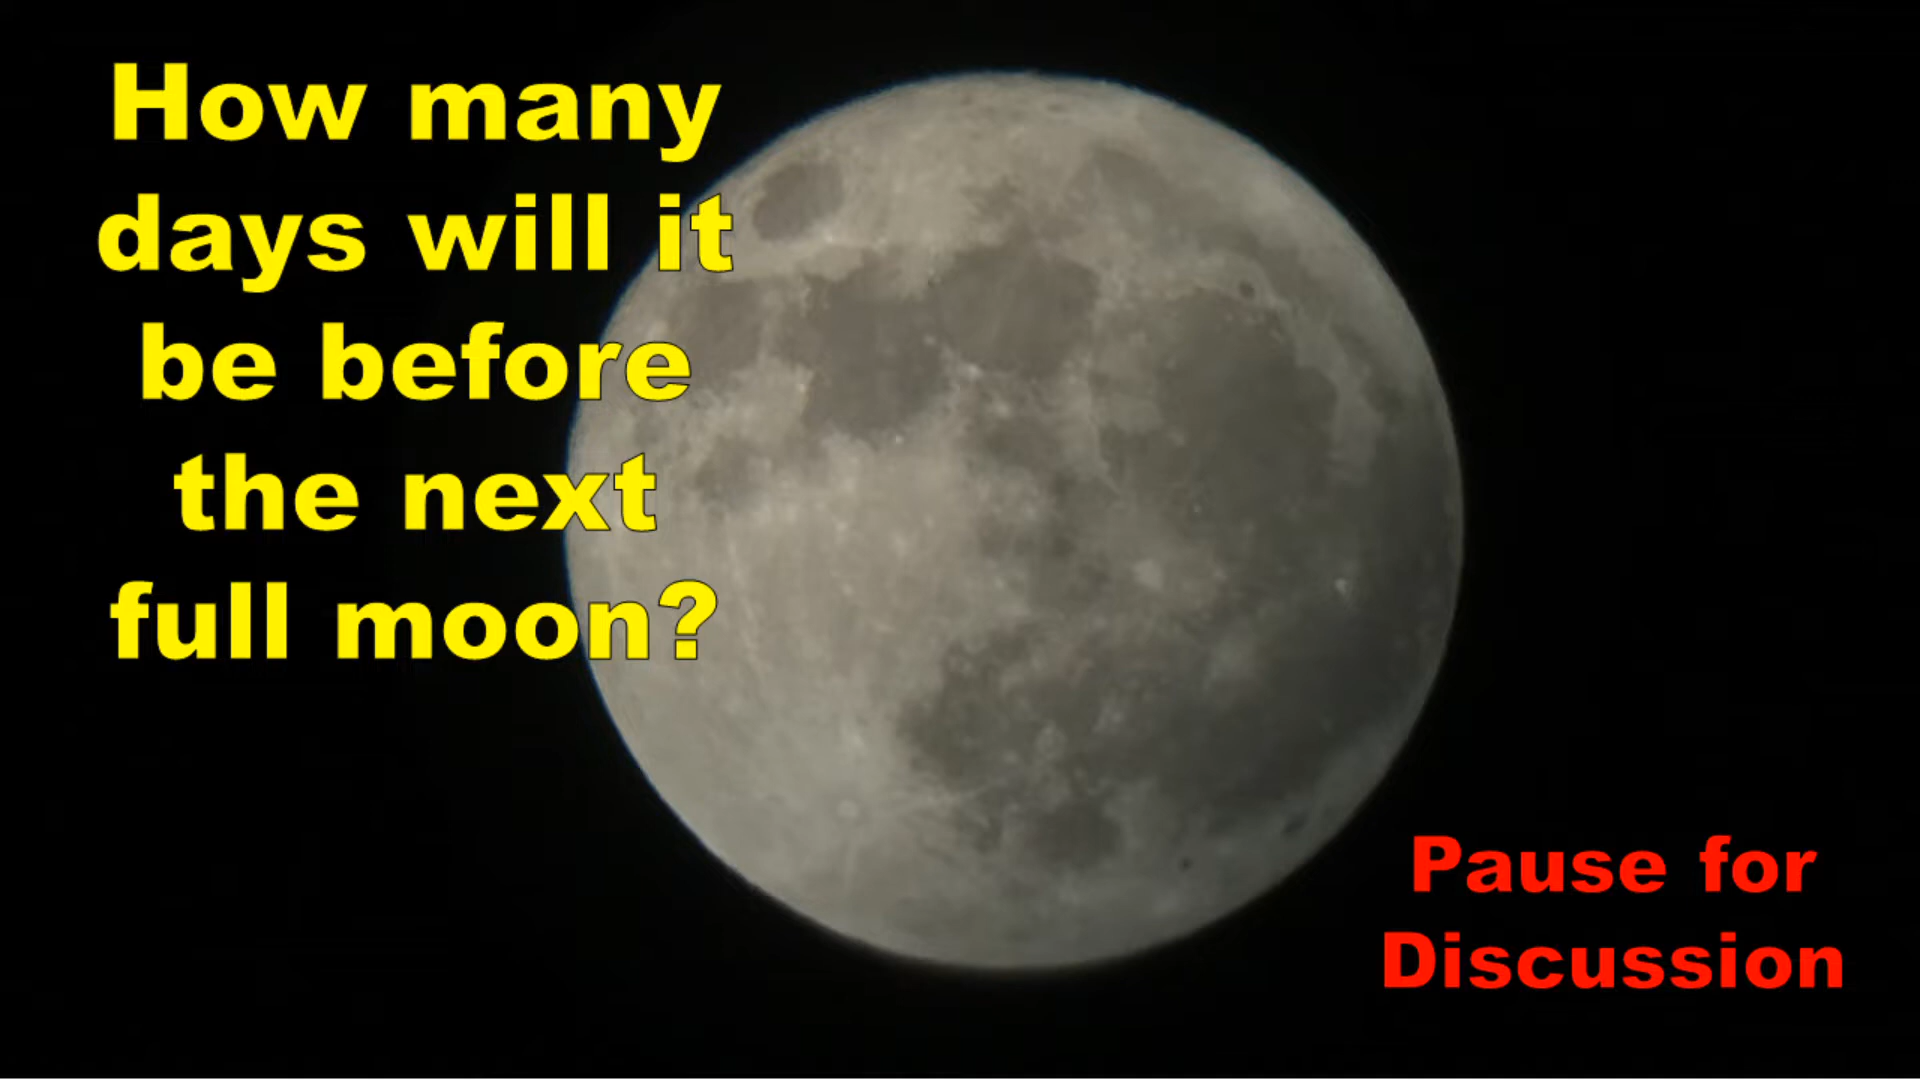 How many
days will it
be before
the next
full moon?
Pause for
Discussion